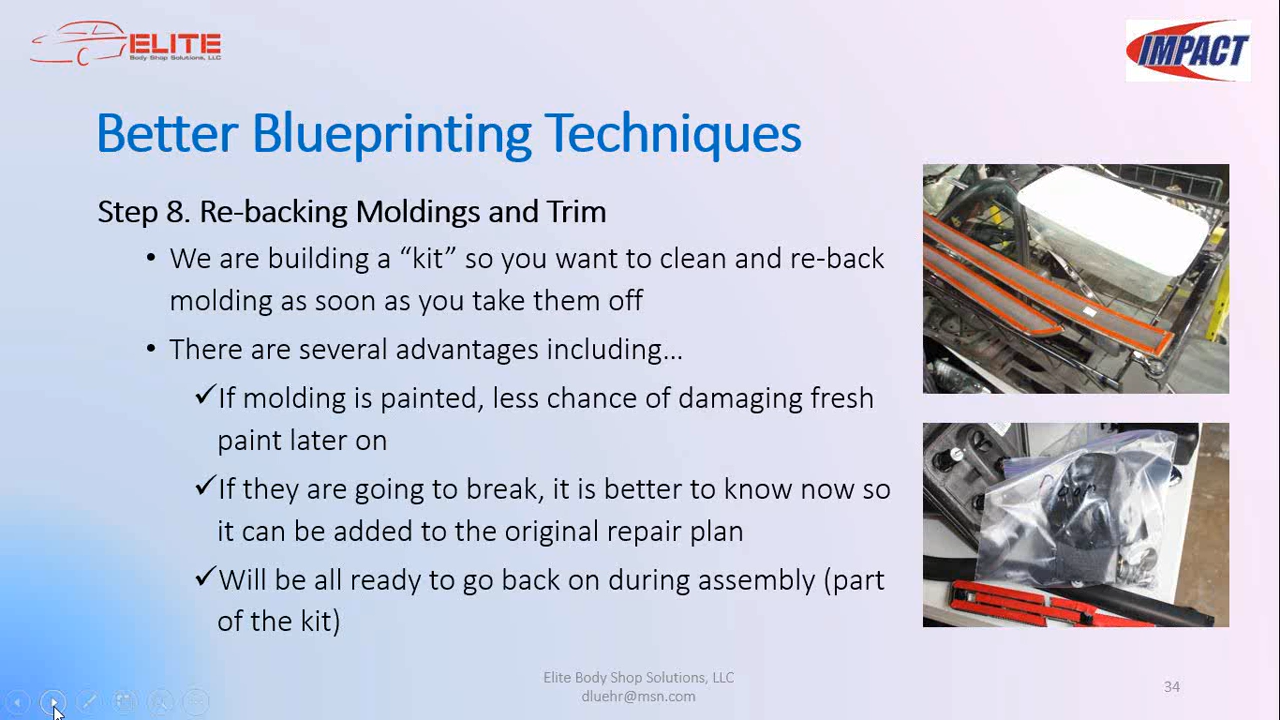 ELITE
Body Shop Solutions, LLC
IMPACT
Better Blueprinting Techniques
Step 8. Re-backing Moldings and Trim
• We are building a “kit” so you want to clean and re-back
molding as soon as you take them off
• There are several advantages including...
✓If molding is painted, less chance of damaging fresh
paint later on
✓If they are going to break, it is better to know now so
it can be added to the original repair plan
✓Will be all ready to go back on during assembly (part
of the kit)
Elite Body Shop Solutions, LLC
dluehr@msn.com
34